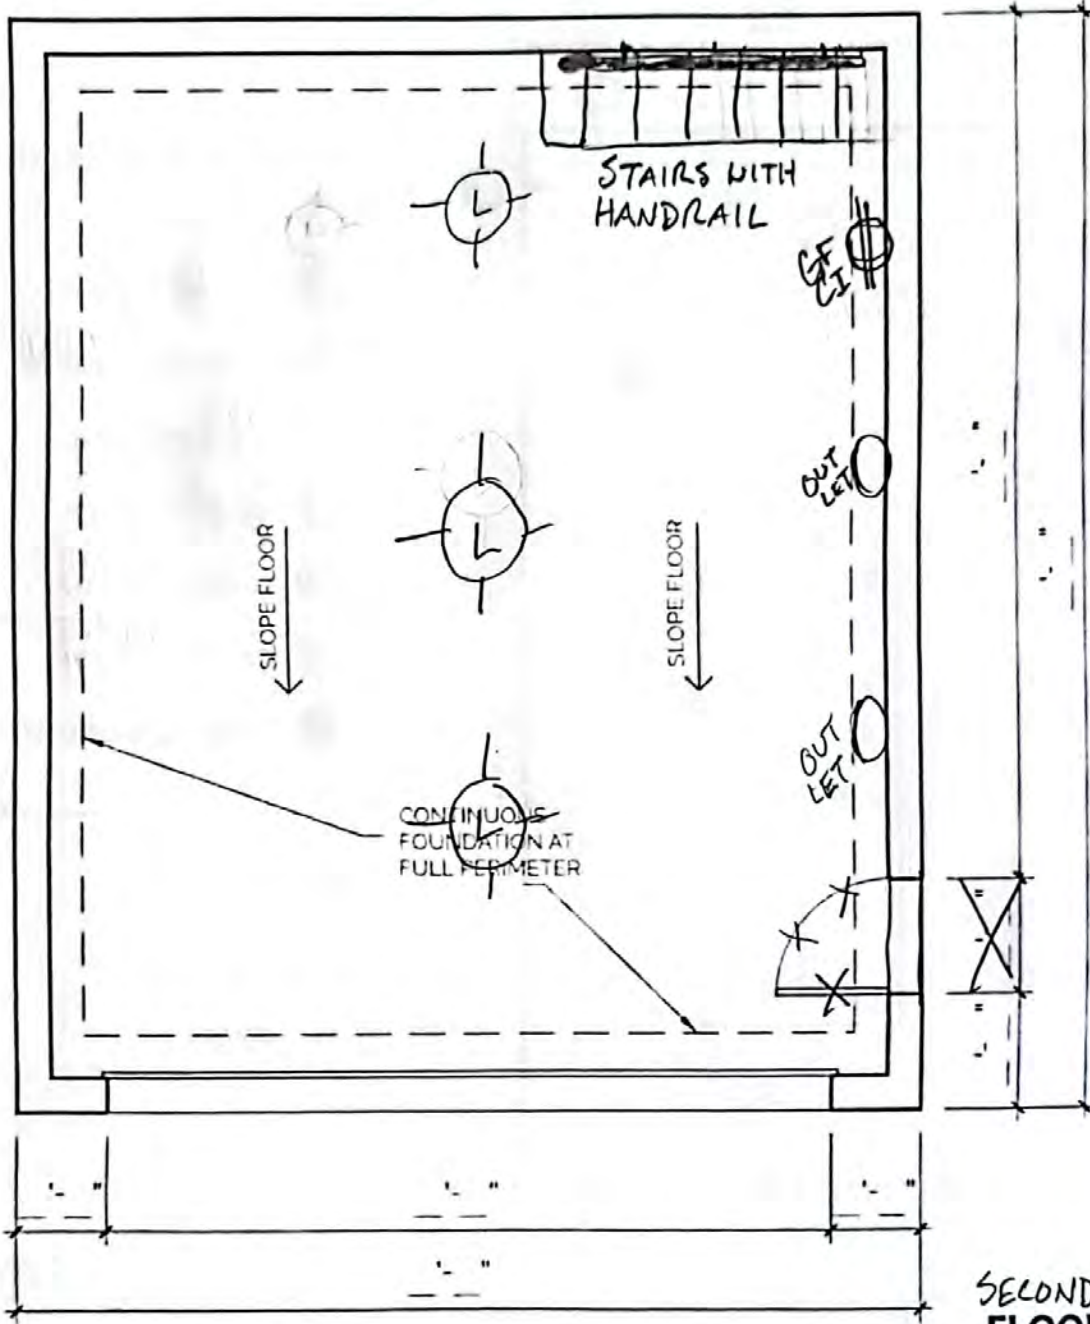 STAIRS WITH
HANDRAIL
L
GF
CI
OUT
LET
L
SLOPE FLOOR
SLOPE FLOOR
OUT
LET
CONTINUOUS
FOUNDATION AT
FULL PERIMETER
L
'- "
'- "
'- "
'- "
'- "
'- "
'- "
'- "
SECOND
FLOOR